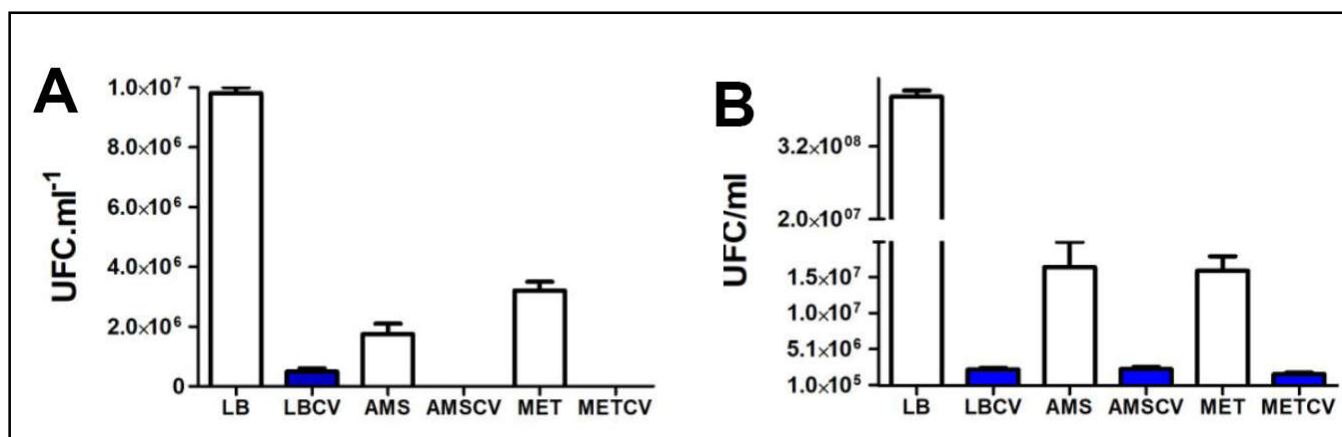 A
UFC.ml⁻¹
1.0×10⁷
8.0×10⁶
6.0×10⁶
4.0×10⁶
2.0×10⁶
0
LB LBCV AMS AMSCV MET METCV
B
UFC/ml
3.2×10⁰⁸
2.0×10⁰⁷
1.5×10⁷
1.0×10⁷
5.1×10⁶
1.0×10⁵
LB LBCV AMS AMSCV MET METCV